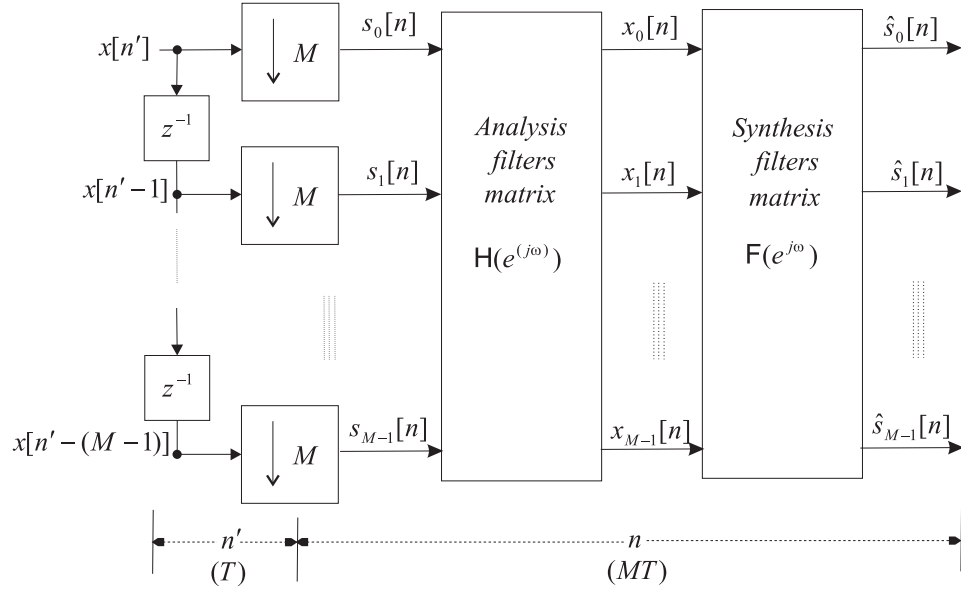 x[n'] M s_0[n] x_0[n] ŝ_0[n]
z^{-1}
Analysis filters matrix H(e^{(jω)})
Synthesis filters matrix F(e^{jω})
x[n'-1] M s_1[n] x_1[n] ŝ_1[n]
z^{-1}
x[n'-(M-1)] M s_{M-1}[n] x_{M-1}[n] ŝ_{M-1}[n]
n' n
(T) (MT)